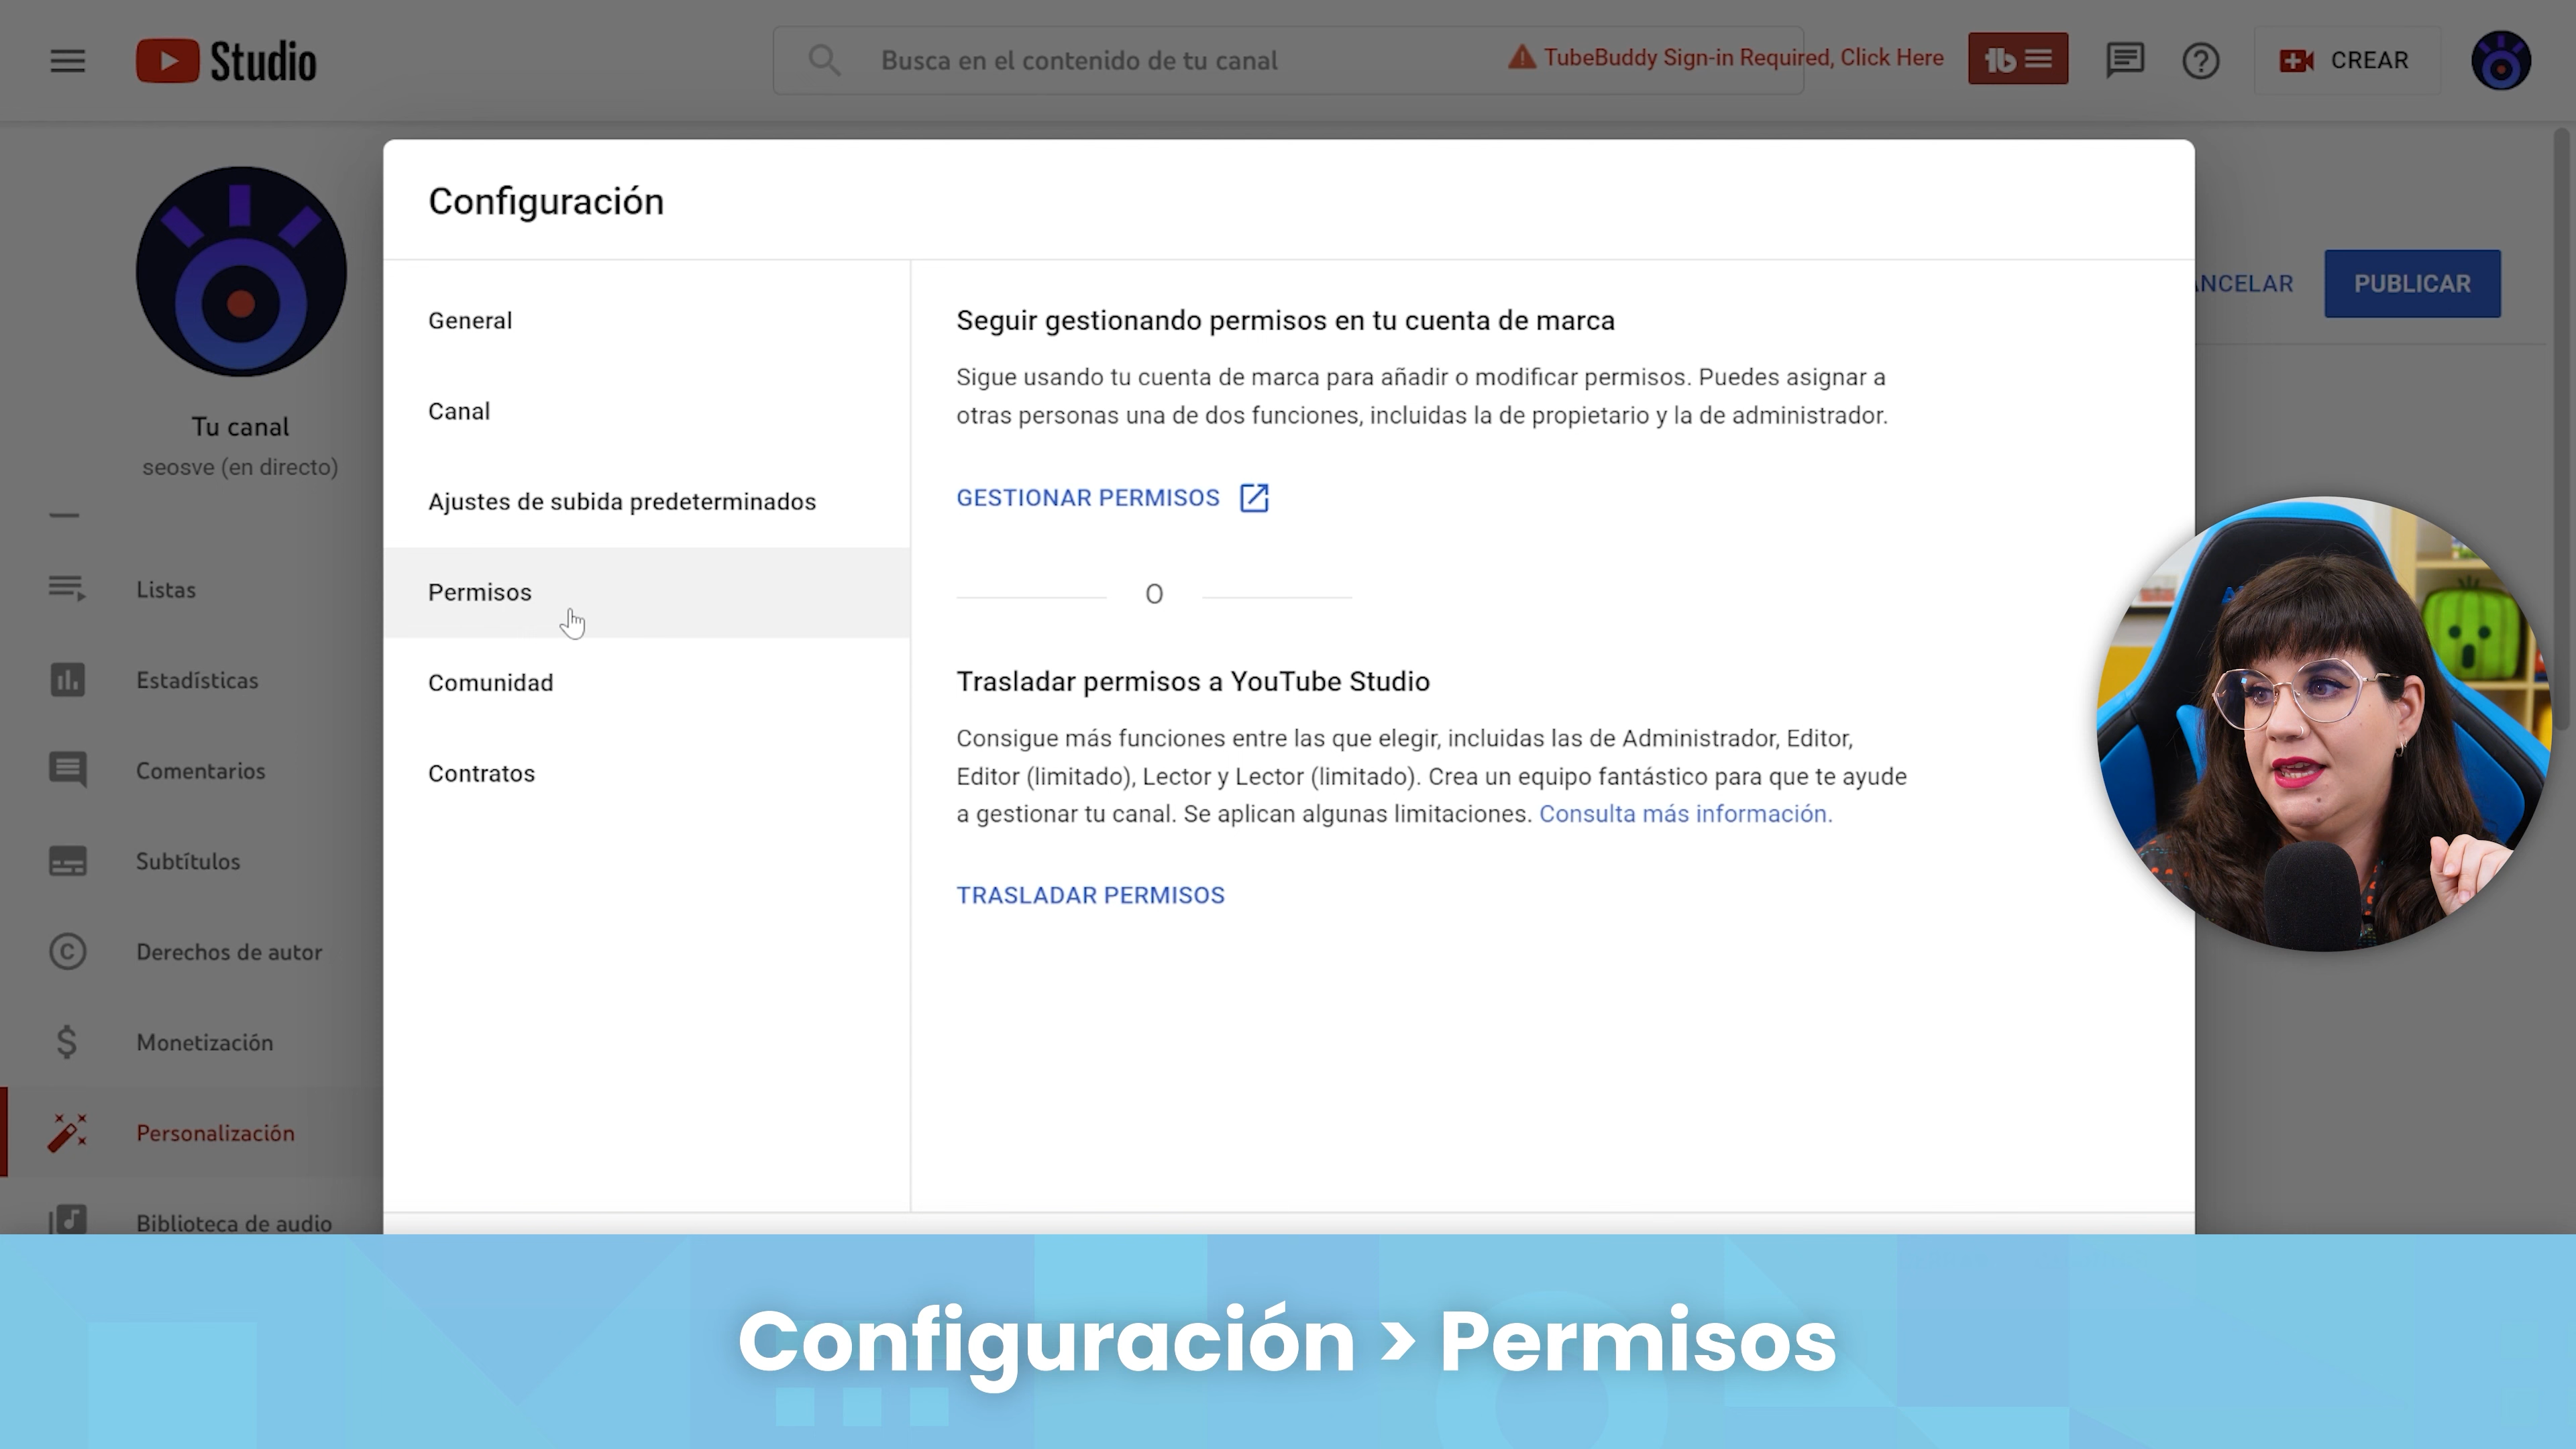 Studio
Busca en el contenido de tu canal
TubeBuddy Sign-in Required, Click Here
tb
CREAR
Configuración
CANCELAR
PUBLICAR
Tu canal
seosve (en directo)
Listas
Estadísticas
Comentarios
Subtítulos
Derechos de autor
Monetización
Personalización
Biblioteca de audio
General
Canal
Ajustes de subida predeterminados
Permisos
Comunidad
Contratos
Seguir gestionando permisos en tu cuenta de marca
Sigue usando tu cuenta de marca para añadir o modificar permisos. Puedes asignar a
otras personas una de dos funciones, incluidas la de propietario y la de administrador.
GESTIONAR PERMISOS
O
Trasladar permisos a YouTube Studio
Consigue más funciones entre las que elegir, incluidas las de Administrador, Editor,
Editor (limitado), Lector y Lector (limitado). Crea un equipo fantástico para que te ayude
a gestionar tu canal. Se aplican algunas limitaciones. Consulta más información.
TRASLADAR PERMISOS
Configuración > Permisos